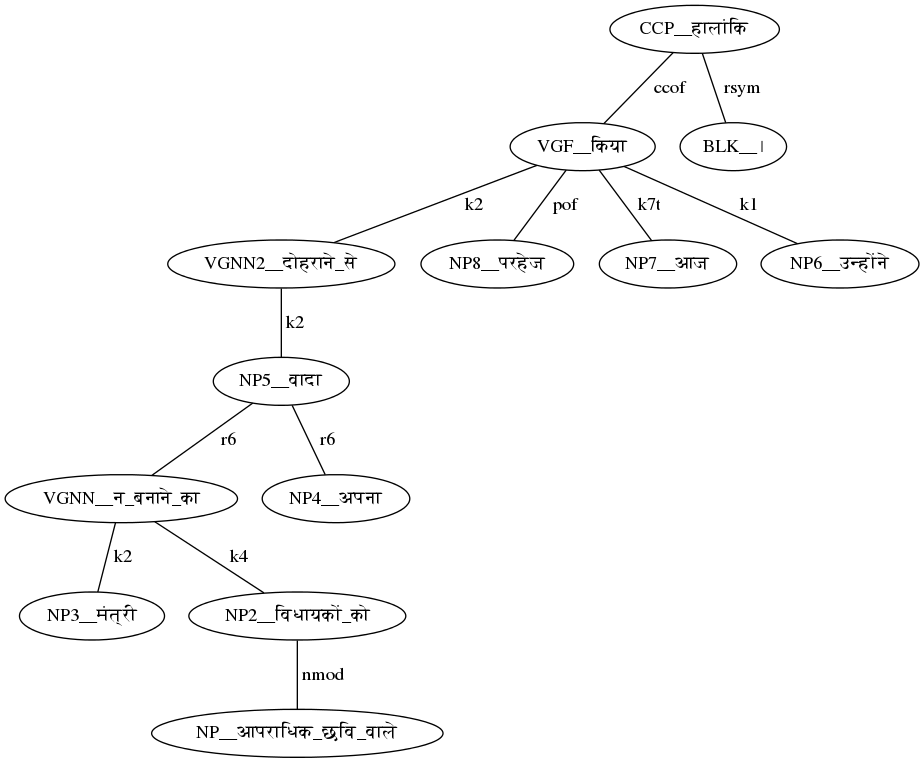 CCP__हालांकि
ccof rsym
VGF__किया BLK__।
k2 pof k7t k1
VGNN2__दोहराने_से NP8__परहेज NP7__आज NP6__उन्होंने
k2
NP5__वादा
r6 r6
VGNN__न_बनाने_का NP4__अपना
k2 k4
NP3__मंत्री NP2__विधायकों_को
nmod
NP__आपराधिक_छवि_वाले